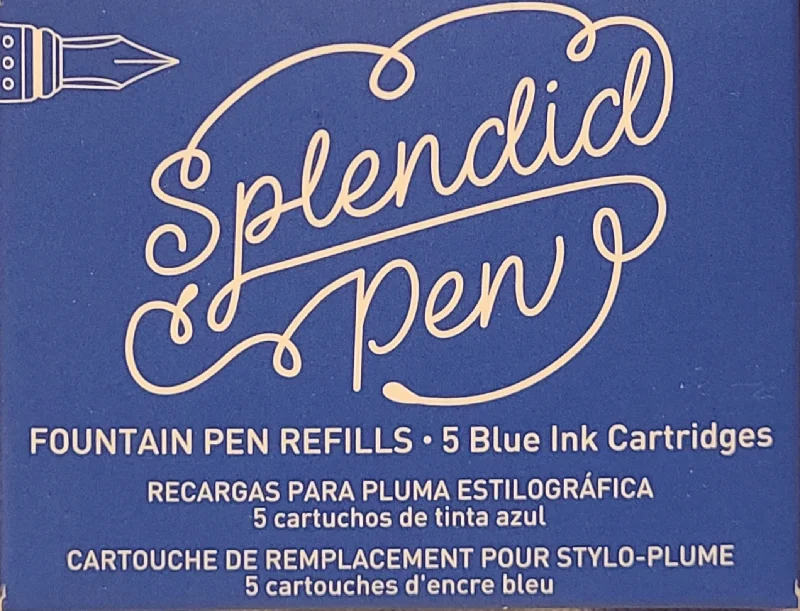 Splendid
Pen
FOUNTAIN PEN REFILLS • 5 Blue Ink Cartridges
RECARGAS PARA PLUMA ESTILOGRÁFICA
5 cartuchos de tinta azul
CARTOUCHE DE REMPLACEMENT POUR STYLO-PLUME
5 cartouches d'encre bleu